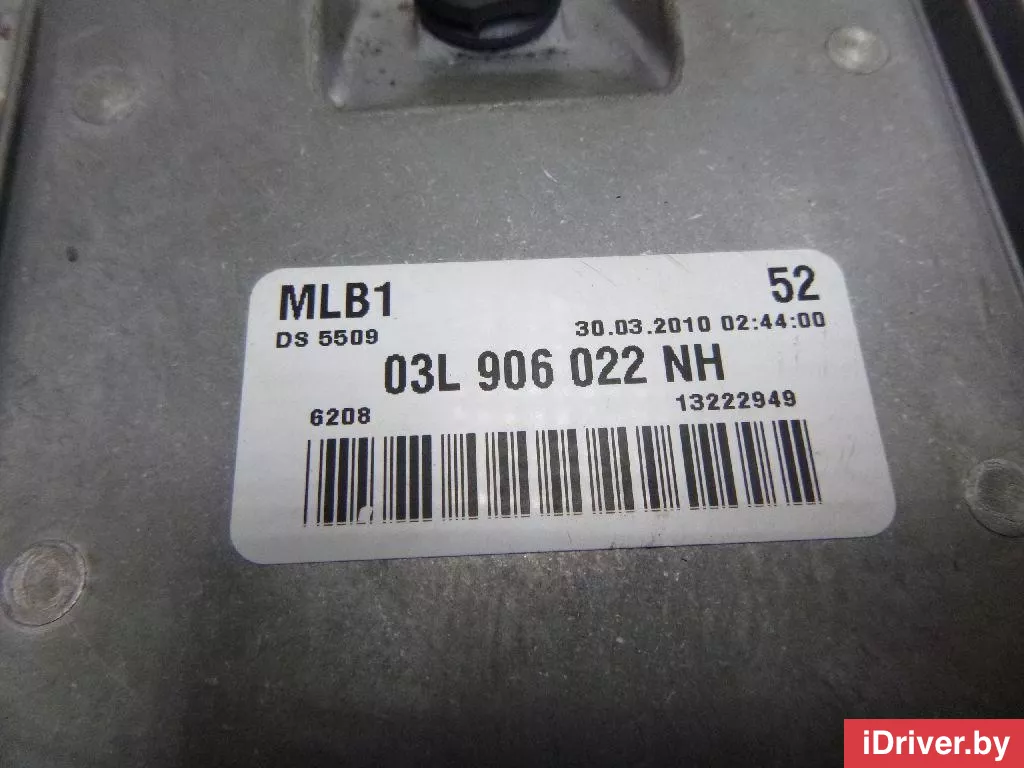 MLB1 52
DS 5509 30.03.2010 02:44:00
03L 906 022 NH
6208 13222949
iDriver.by